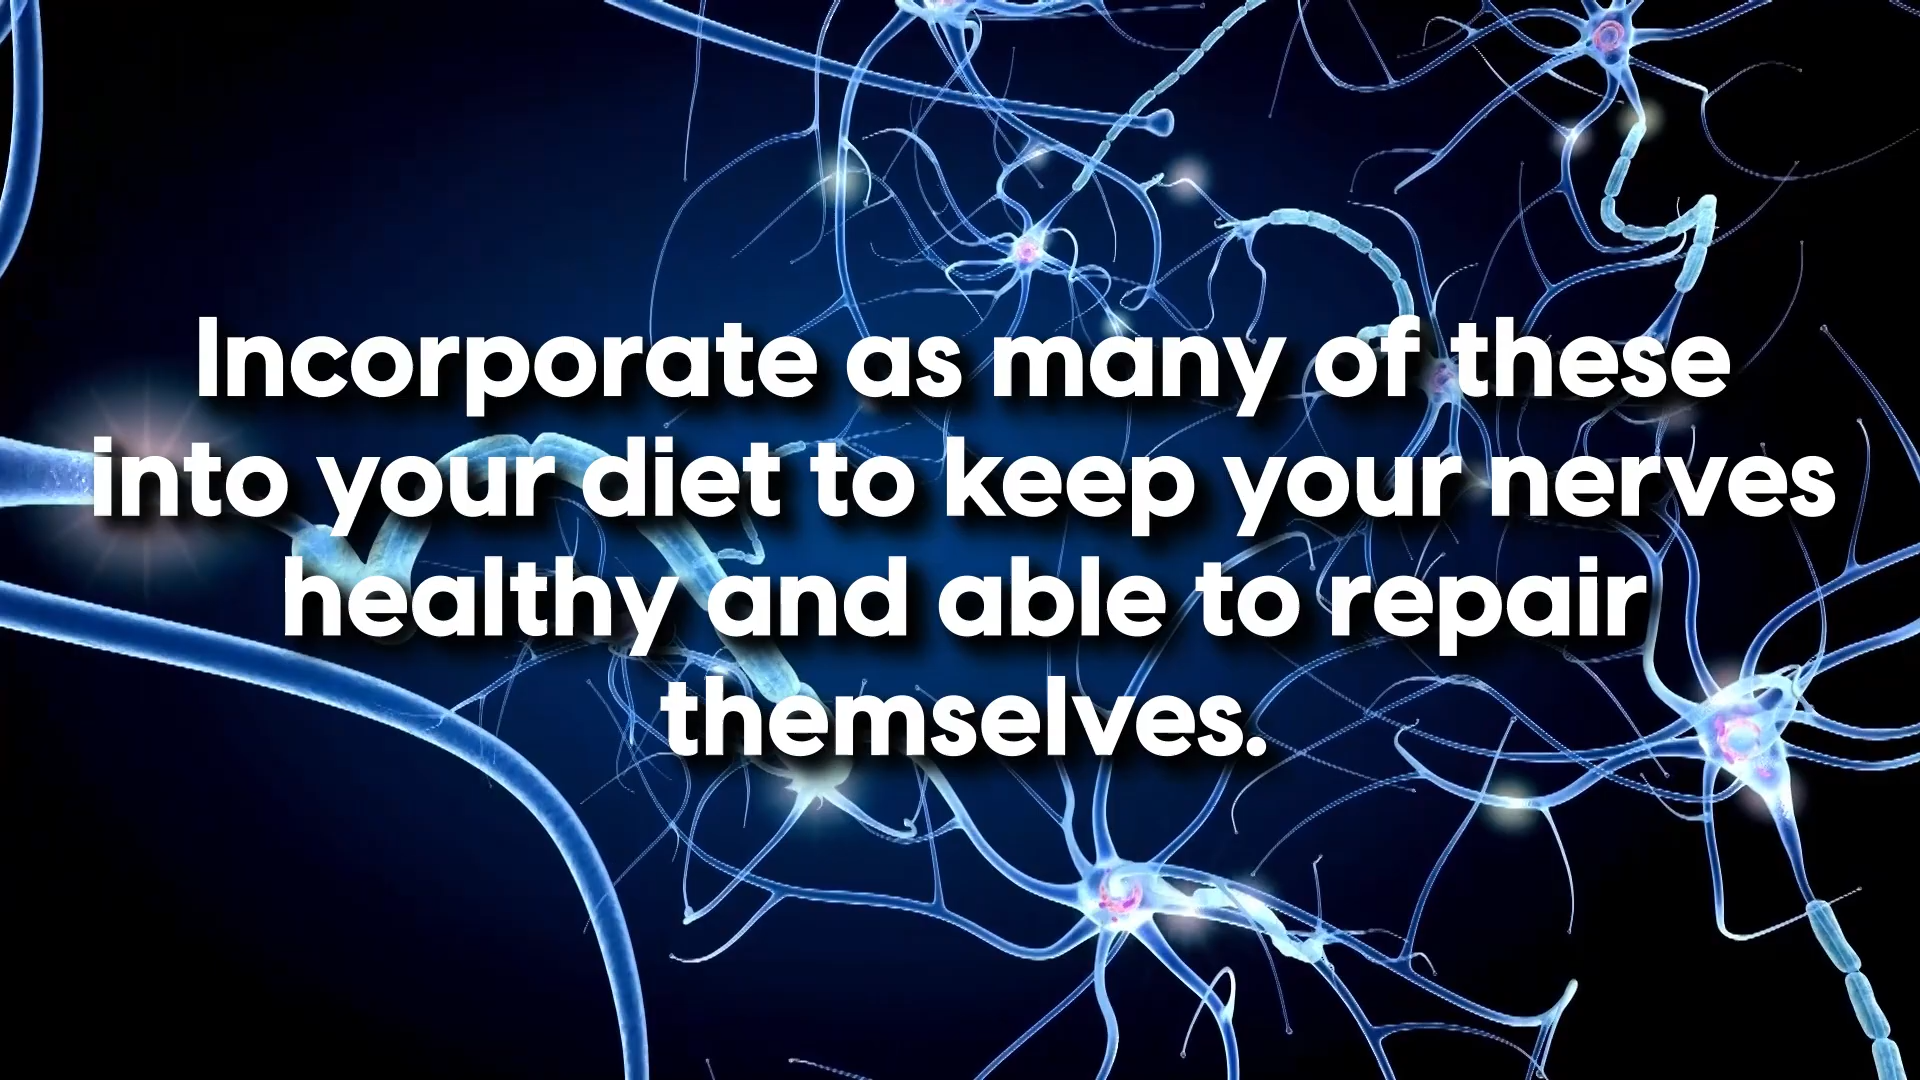 Incorporate as many of these
into your diet to keep your nerves
healthy and able to repair
themselves.